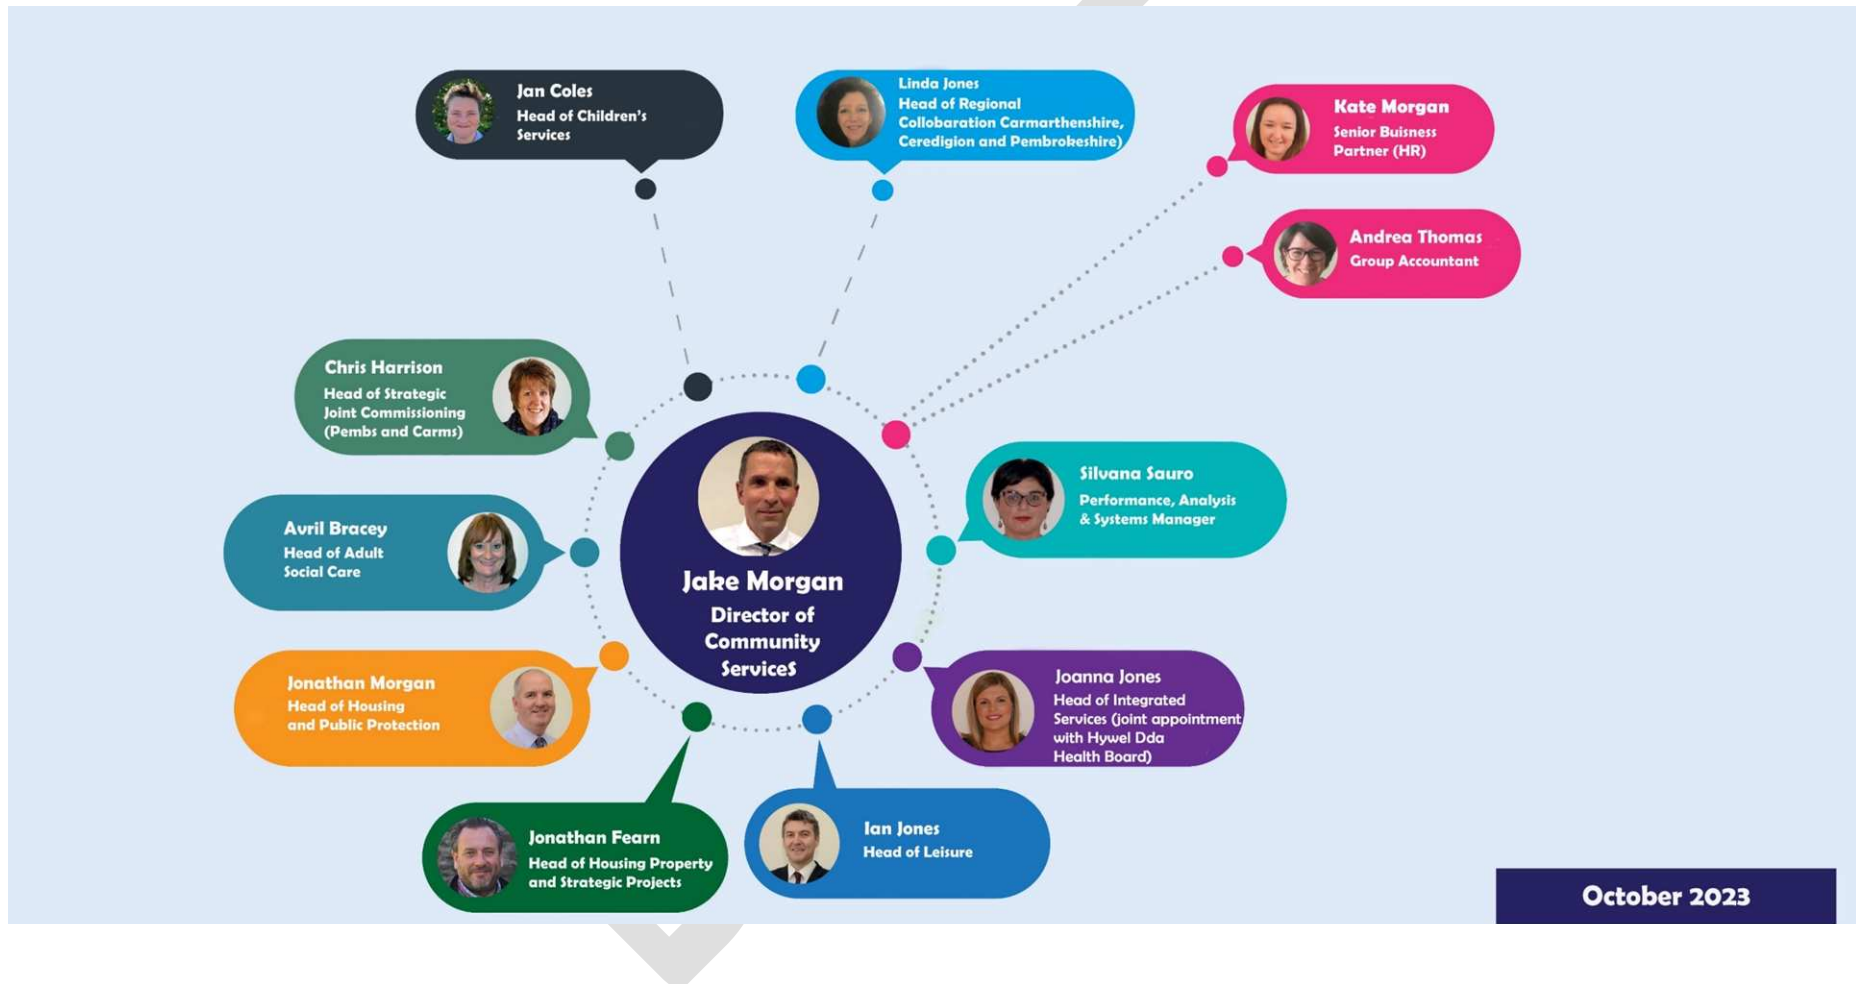 Jan Coles
Head of Children's
Services
Linda Jones
Head of Regional
Collobaration Carmarthenshire,
Ceredigion and Pembrokeshire)
Kate Morgan
Senior Buisness
Partner (HR)
Andrea Thomas
Group Accountant
Chris Harrison
Head of Strategic
Joint Commissioning
(Pembs and Carms)
Silvana Sauro
Performance, Analysis
& Systems Manager
Avril Bracey
Head of Adult
Social Care
Jake Morgan
Director of
Community
Services
Jonathan Morgan
Head of Housing
and Public Protection
Joanna Jones
Head of Integrated
Services (joint appointment
with Hywel Dda
Health Board)
Jonathan Fearn
Head of Housing Property
and Strategic Projects
Ian Jones
Head of Leisure
October 2023